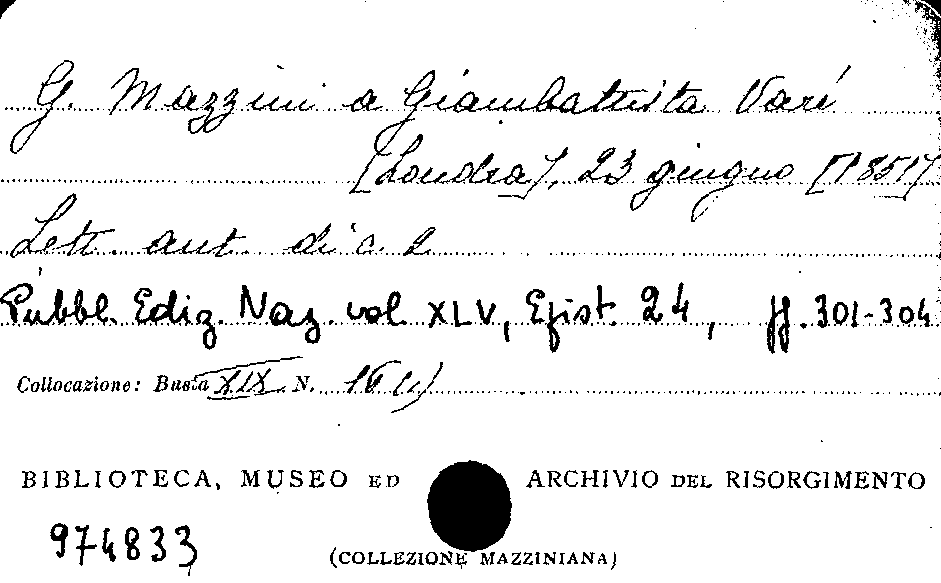 G. Mazzini a Giambattista Varé
[Londra], 23 giugno [1851]
Lett. aut. di c. 2
Pubbl. Ediz. Naz. vol. XLV, Epist. 24, pp. 301-304
Collocazione: Busta XIX N. 16 (1)
BIBLIOTECA, MUSEO ED ARCHIVIO DEL RISORGIMENTO
974833
(COLLEZIONE MAZZINIANA)